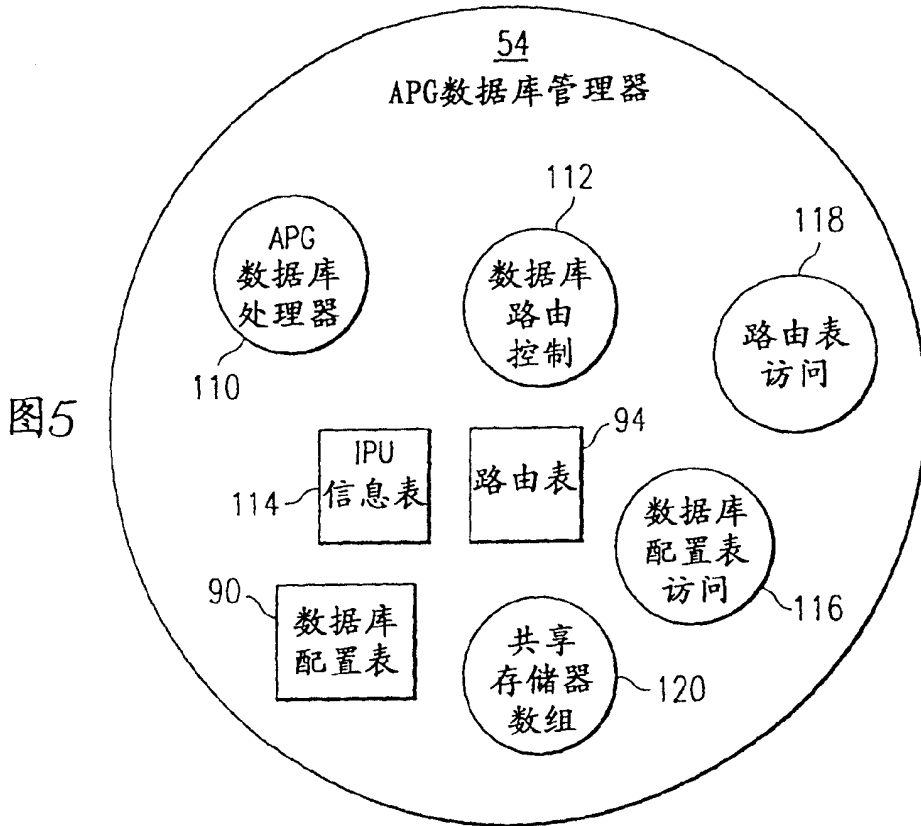 54
APG数据库管理器
112
118
APG
数据库
处理器
数据库
路由
控制
路由表
访问
110
图5
94
IPU
信息表
路由表
114
数据库
配置表
访问
90
116
数据库
配置表
共享
存储器
数组
120